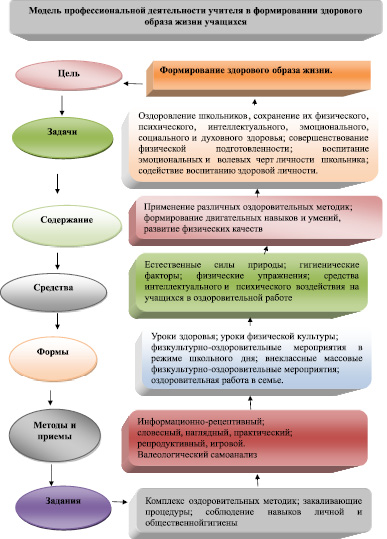 Модель профессиональной деятельности учителя в формировании здорового
образа жизни учащихся
Цель
Формирование здорового образа жизни.
Задачи
Оздоровление школьников, сохранение их физического,
психического, интеллектуального, эмоционального,
социального и духовного здоровья; совершенствование
физической подготовленности; воспитание
эмоциональных и волевых черт личности школьника;
содействие воспитанию здоровой личности.
Содержание
Применение различных оздоровительных методик;
формирование двигательных навыков и умений,
развитие физических качеств
Средства
Естественные силы природы; гигиенические
факторы; физические упражнения; средства
интеллектуального и психического воздействия на
учащихся в оздоровительной работе
Формы
Уроки здоровья; уроки физической культуры;
физкультурно-оздоровительные мероприятия в
режиме школьного дня; внеклассные массовые
физкультурно-оздоровительные мероприятия;
оздоровительная работа в семье.
Методы и
приемы
Информационно-рецептивный;
словесный, наглядный, практический;
репродуктивный, игровой.
Валеологический самоанализ
Задания
Комплекс оздоровительных методик; закаливающие
процедуры; соблюдение навыков личной и
общественнойгигиены